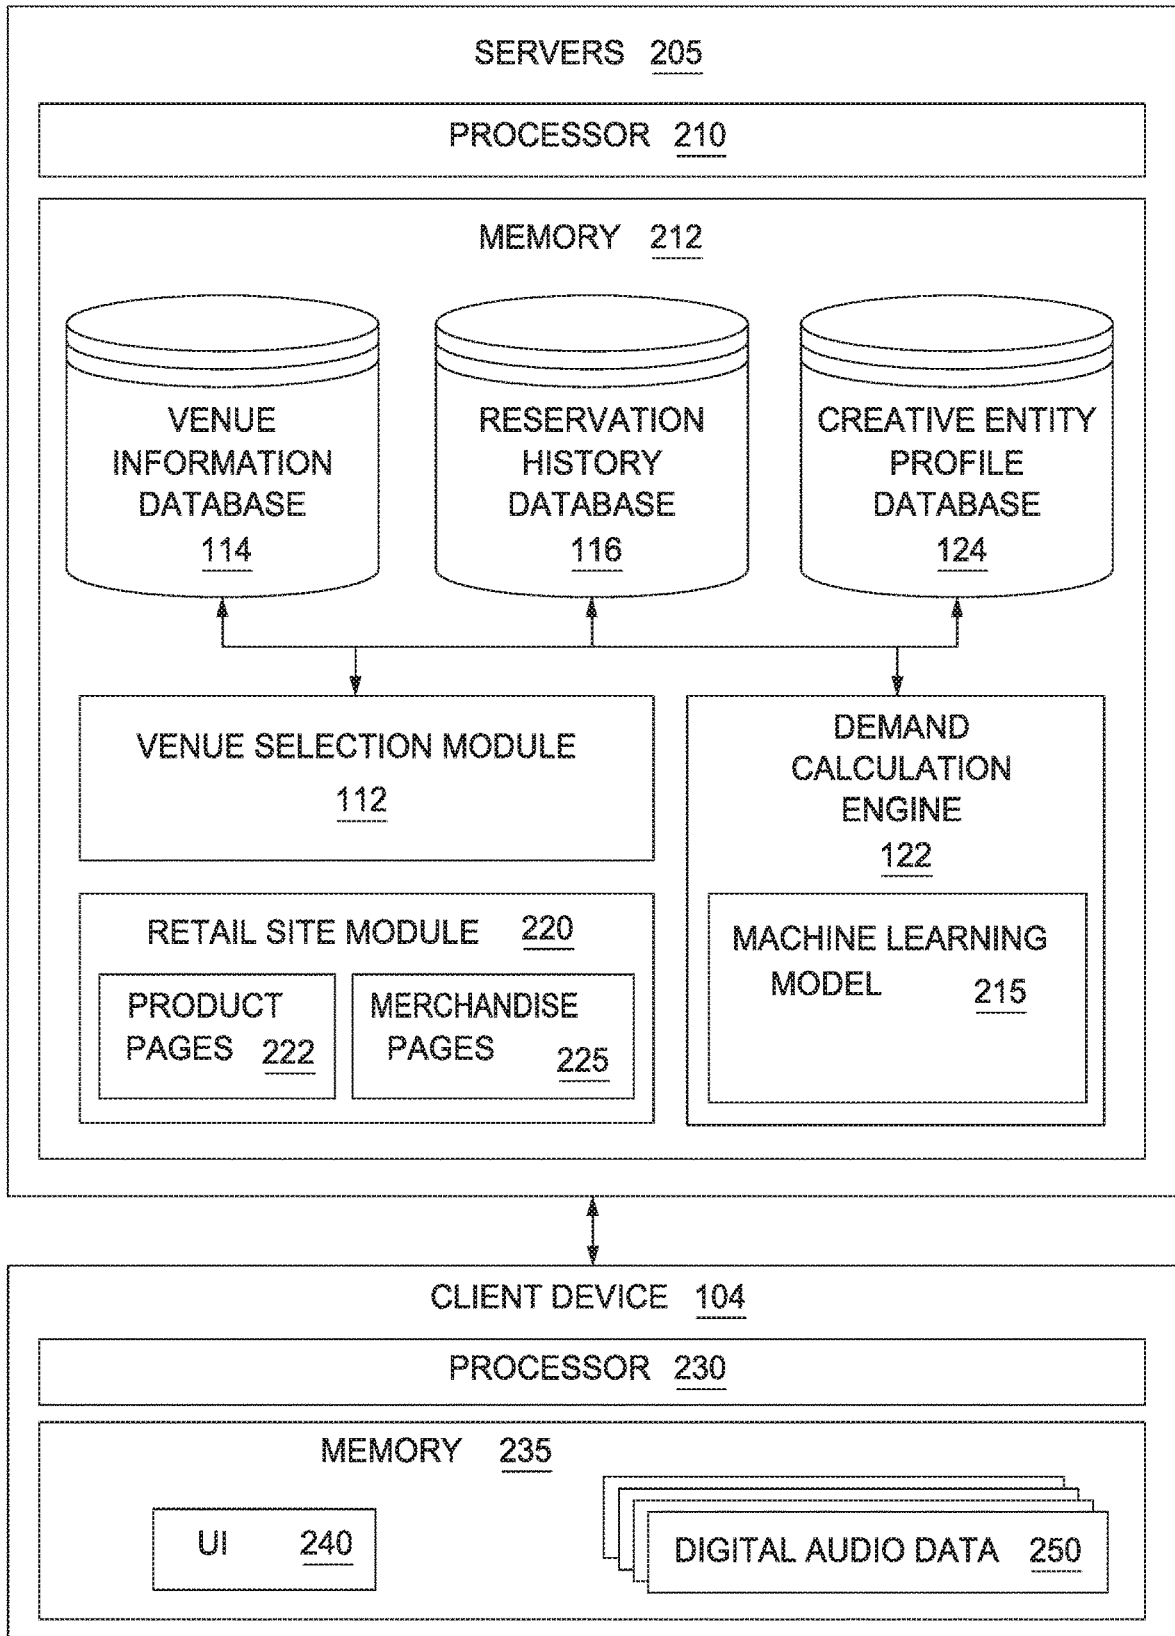 SERVERS 205
PROCESSOR 210
MEMORY 212
VENUE
INFORMATION
DATABASE
114
RESERVATION
HISTORY
DATABASE
116
CREATIVE ENTITY
PROFILE
DATABASE
124
VENUE SELECTION MODULE
112
DEMAND
CALCULATION
ENGINE
122
MACHINE LEARNING
MODEL 215
RETAIL SITE MODULE 220
PRODUCT
PAGES 222
MERCHANDISE
PAGES 225
CLIENT DEVICE 104
PROCESSOR 230
MEMORY 235
UI 240
DIGITAL AUDIO DATA 250